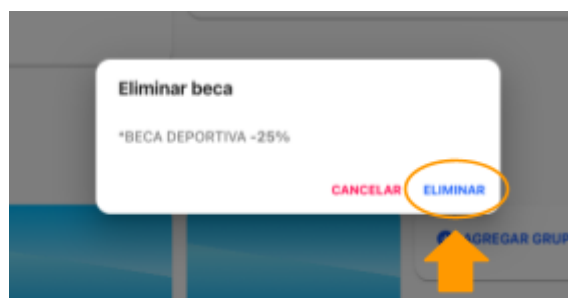 Eliminar beca
*BECA DEPORTIVA -25%
CANCELAR ELIMINAR
AGREGAR GRUP